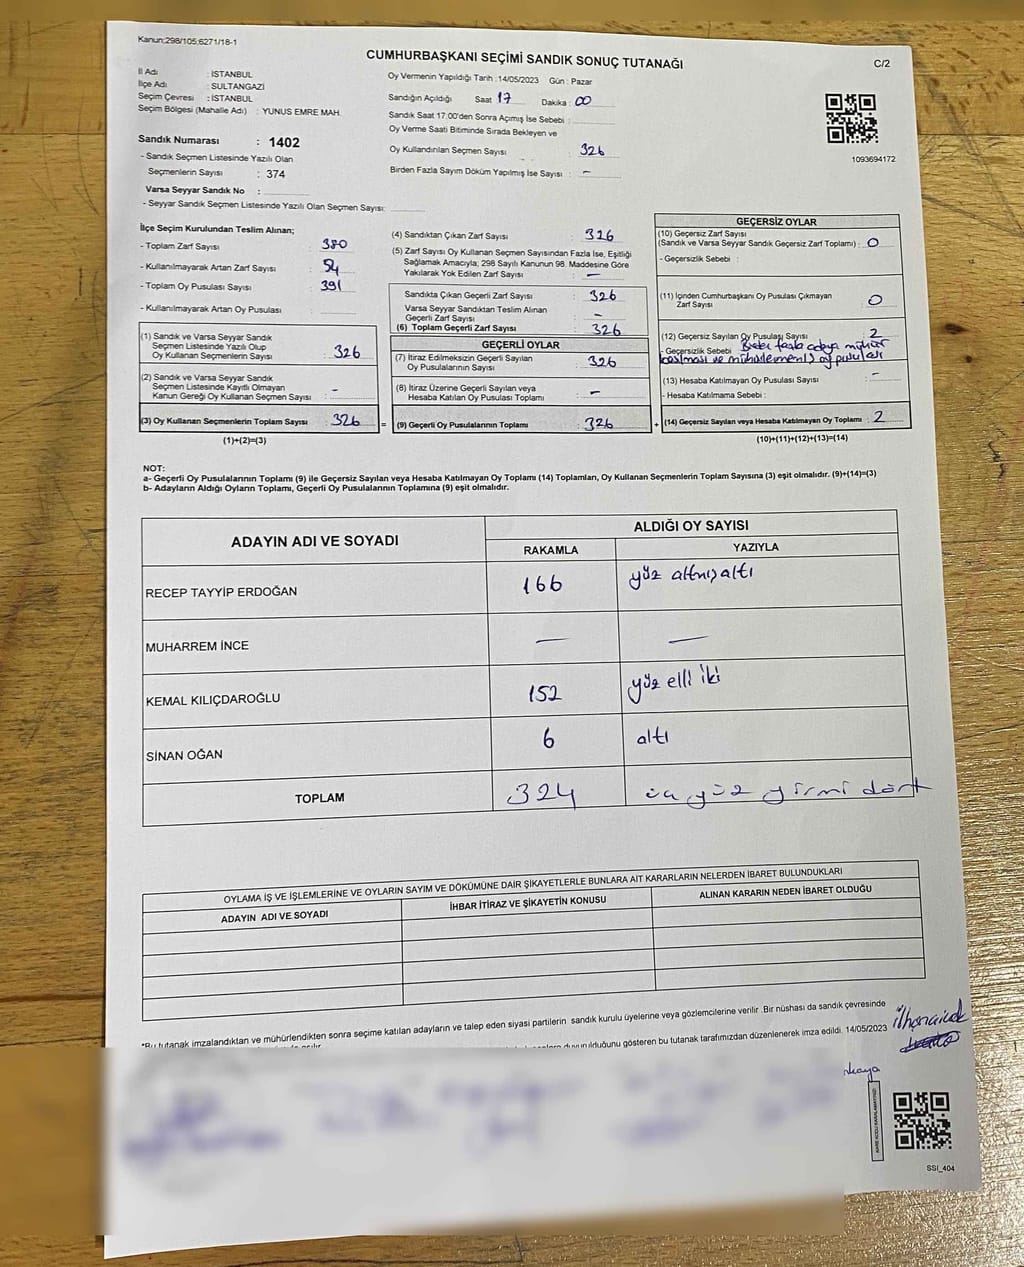 Kanun:298/105;6271/18-1
CUMHURBAŞKANI SEÇİMİ SANDIK SONUÇ TUTANAĞI
C/2
İl Adı : İSTANBUL
İlçe Adı : SULTANGAZİ
Seçim Çevresi : İSTANBUL
Seçim Bölgesi (Mahalle Adı) : YUNUS EMRE MAH.
Sandık Numarası : 1402
- Sandık Seçmen Listesinde Yazılı Olan
Seçmenlerin Sayısı : 374
Varsa Seyyar Sandık No :
- Seyyar Sandık Seçmen Listesinde Yazılı Olan Seçmen Sayısı:
Oy Vermenin Yapıldığı Tarih :14/05/2023 Gün : Pazar
Sandığın Açıldığı Saat 17 Dakika : 00
Sandık Saat 17.00'den Sonra Açımış İse Sebebi :
Oy Verme Saati Bitiminde Sırada Bekleyen ve
Oy Kullandırılan Seçmen Sayısı : 326
Birden Fazla Sayım Döküm Yapılmış İse Sayısı : -
1093694172
İlçe Seçim Kurulundan Teslim Alınan;
- Toplam Zarf Sayısı : 380
- Kullanılmayarak Artan Zarf Sayısı : 54
- Toplam Oy Pusulası Sayısı : 391
- Kullanılmayarak Artan Oy Pusulası :
(1) Sandık ve Varsa Seyyar Sandık
Seçmen Listesinde Yazılı Olup
Oy Kullanan Seçmenlerin Sayısı : 326
(2) Sandık ve Varsa Seyyar Sandık
Seçmen Listesinde Kayıtlı Olmayan
Kanun Gereği Oy Kullanan Seçmen Sayısı : -
(3) Oy Kullanan Seçmenlerin Toplam Sayısı : 326
(1)+(2)=(3)
=
(4) Sandıktan Çıkan Zarf Sayısı : 326
(5) Zarf Sayısı Oy Kullanan Seçmen Sayısından Fazla İse, Eşitliği
Sağlamak Amacıyla, 298 Sayılı Kanunun 98. Maddesine Göre
Yakılarak Yok Edilen Zarf Sayısı : -
Sandıkta Çıkan Geçerli Zarf Sayısı : 326
Varsa Seyyar Sandıktan Teslim Alınan
Geçerli Zarf Sayısı : -
(6) Toplam Geçerli Zarf Sayısı : 326
GEÇERLİ OYLAR
(7) İtiraz Edilmeksizin Geçerli Sayılan
Oy Pusulalarının Sayısı : 326
(8) İtiraz Üzerine Geçerli Sayılan veya
Hesaba Katılan Oy Pusulası Toplamı : -
(9) Geçerli Oy Pusulalarının Toplamı : 326
+
GEÇERSİZ OYLAR
(10) Geçersiz Zarf Sayısı
(Sandık ve Varsa Seyyar Sandık Geçersiz Zarf Toplamı) : 0
- Geçersizlik Sebebi :
(11) İçinden Cumhurbaşkanı Oy Pusulası Çıkmayan
Zarf Sayısı : 0
(12) Geçersiz Sayılan Oy Pusulası Sayısı : 2
- Geçersizlik Sebebi : Birden fazla adaya mühür
basılması ve mühürlememiş oy pusulası
(13) Hesaba Katılmayan Oy Pusulası Sayısı : -
- Hesaba Katılmama Sebebi :
(14) Geçersiz Sayılan veya Hesaba Katılmayan Oy Toplamı : 2
(10)+(11)+(12)+(13)=(14)
NOT:
a- Geçerli Oy Pusulalarının Toplamı (9) ile Geçersiz Sayılan veya Hesaba Katılmayan Oy Toplamı (14) Toplamları, Oy Kullanan Seçmenlerin Toplam Sayısına (3) eşit olmalıdır. (9)+(14)=(3)
b- Adayların Aldığı Oyların Toplamı, Geçerli Oy Pusulalarının Toplamına (9) eşit olmalıdır.
ADAYIN ADI VE SOYADI
ALDIĞI OY SAYISI
RAKAMLA YAZIYLA
RECEP TAYYİP ERDOĞAN 166 yüz altmış altı
MUHARREM İNCE — —
KEMAL KILIÇDAROĞLU 152 yüz elli iki
SİNAN OĞAN 6 altı
TOPLAM 324 üç yüz yirmi dört
OYLAMA İŞ VE İŞLEMLERİNE VE OYLARIN SAYIM VE DÖKÜMÜNE DAİR ŞİKAYETLERLE BUNLARA AİT KARARLARIN NELERDEN İBARET BULUNDUKLARI
ADAYIN ADI VE SOYADI İHBAR İTİRAZ VE ŞİKAYETİN KONUSU ALINAN KARARIN NEDEN İBARET OLDUĞU
*Bu tutanak imzalandıktan ve mühürlendikten sonra seçime katılan adayların ve talep eden siyasi partilerin sandık kurulu üyelerine veya gözlemcilerine verilir. Bir nüshası da sandık çevresinde
duyurulduğunu gösteren bu tutanak tarafımızdan düzenlenerek imza edildi. 14/05/2023
SSİ_404